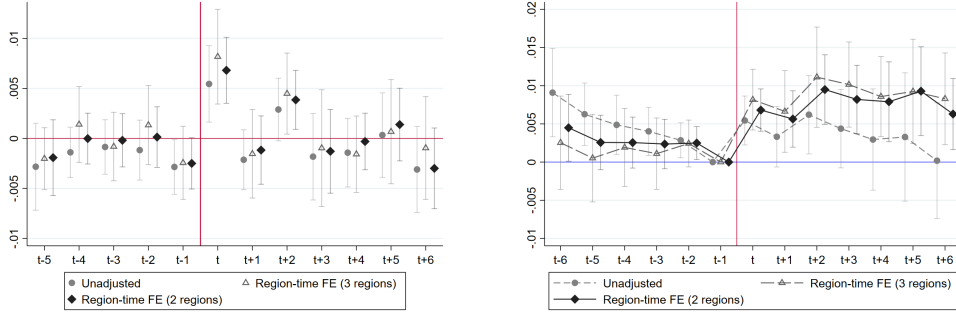 .01
.005
0
-.005
-.01
t-5 t-4 t-3 t-2 t-1 t t+1 t+2 t+3 t+4 t+5 t+6
Unadjusted
Region-time FE (3 regions)
Region-time FE (2 regions)
.02
.015
.01
.005
0
-.005
-.01
t-6 t-5 t-4 t-3 t-2 t-1 t t+1 t+2 t+3 t+4 t+5 t+6
Unadjusted
Region-time FE (3 regions)
Region-time FE (2 regions)